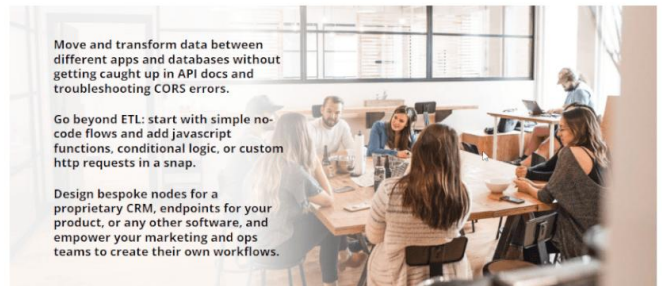 Move and transform data between
different apps and databases without
getting caught up in API docs and
troubleshooting CORS errors.
Go beyond ETL: start with simple no-
code flows and add javascript
functions, conditional logic, or custom
http requests in a snap.
Design bespoke nodes for a
proprietary CRM, endpoints for your
product, or any other software, and
empower your marketing and ops
teams to create their own workflows.